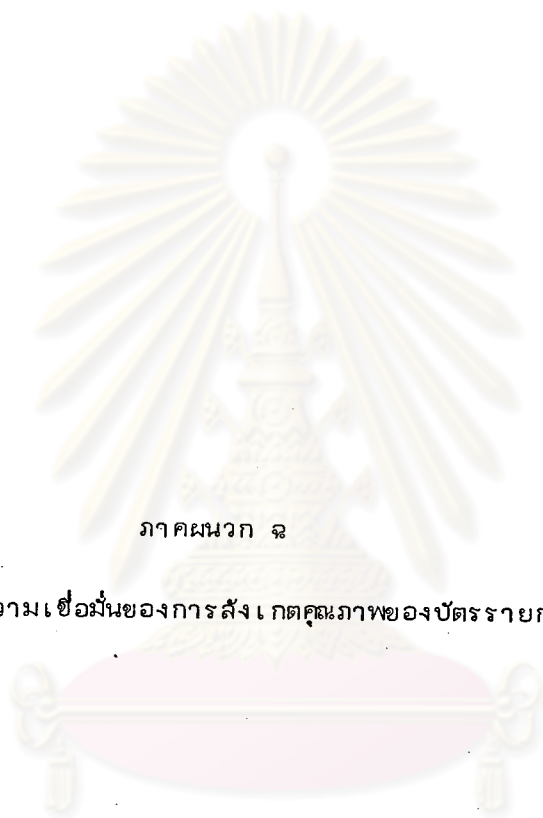 ภาคผนวก ฉ
วามเชื่อมั่นของการสังเกตคุณภาพของบัตรราย